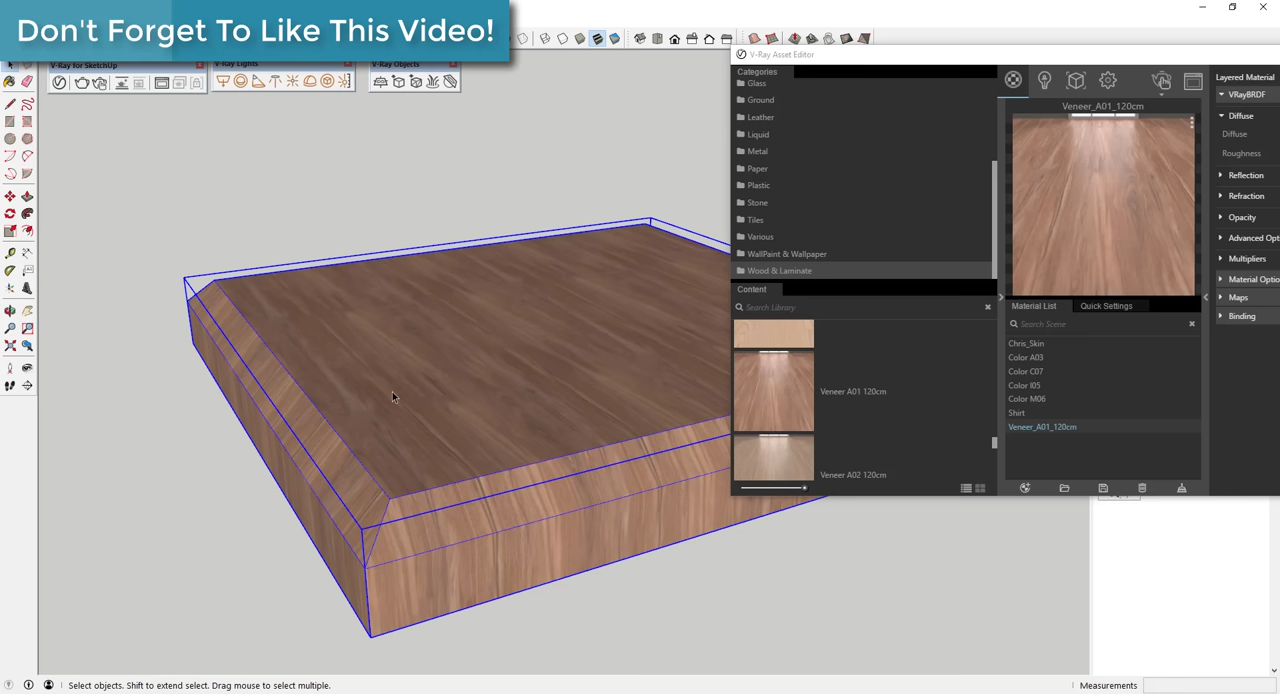 Don't Forget To Like This Video!
V-Ray for SketchUp
V-Ray Lights
V-Ray Objects
V-Ray Asset Editor
Categories
Glass
Ground
Leather
Liquid
Metal
Paper
Plastic
Stone
Tiles
Various
WallPaint & Wallpaper
Wood & Laminate
Content
Search Library
Veneer A01 120cm
Veneer A02 120cm
Veneer_A01_120cm
Material List
Quick Settings
Search Scene
Chris_Skin
Color A03
Color C07
Color I05
Color M06
Shirt
Veneer_A01_120cm
Layered Material
VRayBRDF
Diffuse
Diffuse
Roughness
Reflection
Refraction
Opacity
Advanced Opt
Multipliers
Material Optio
Maps
Binding
Select objects. Shift to extend select. Drag mouse to select multiple.
Measurements